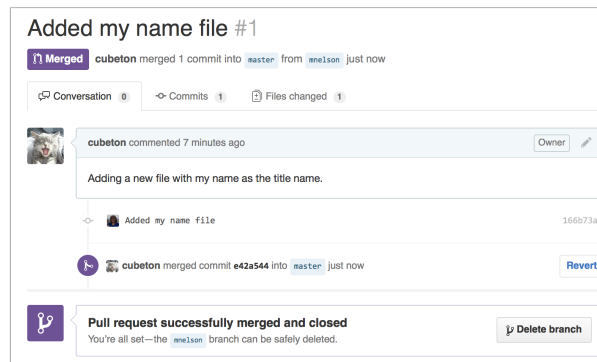 Added my name file #1
Merged cubeton merged 1 commit into master from mnelson just now
Conversation 0 Commits 1 Files changed 1
cubeton commented 7 minutes ago Owner
Adding a new file with my name as the title name.
Added my name file 166b73a
cubeton merged commit e42a544 into master just now Revert
Pull request successfully merged and closed
You're all set—the mnelson branch can be safely deleted.
Delete branch